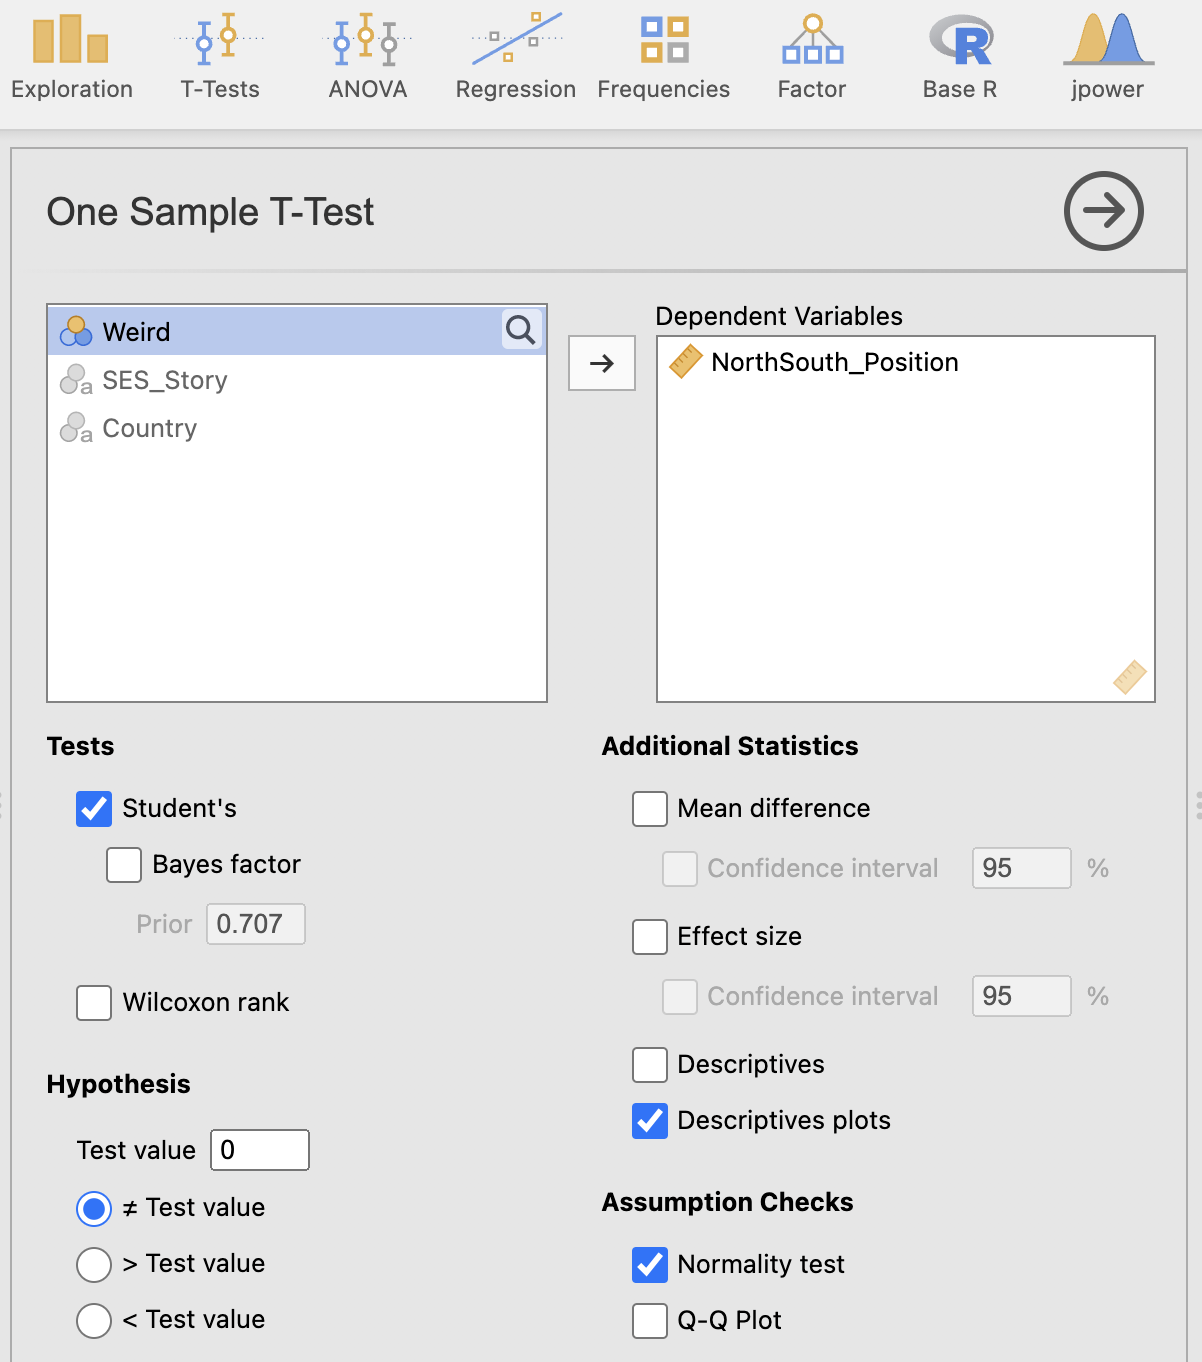 Exploration T-Tests ANOVA Regression Frequencies Factor Base R jpower
One Sample T-Test
Weird
SES_Story
Country
Dependent Variables
NorthSouth_Position
Tests
Student's
Bayes factor
Prior 0.707
Wilcoxon rank
Hypothesis
Test value 0
≠ Test value
> Test value
< Test value
Additional Statistics
Mean difference
Confidence interval 95 %
Effect size
Confidence interval 95 %
Descriptives
Descriptives plots
Assumption Checks
Normality test
Q-Q Plot